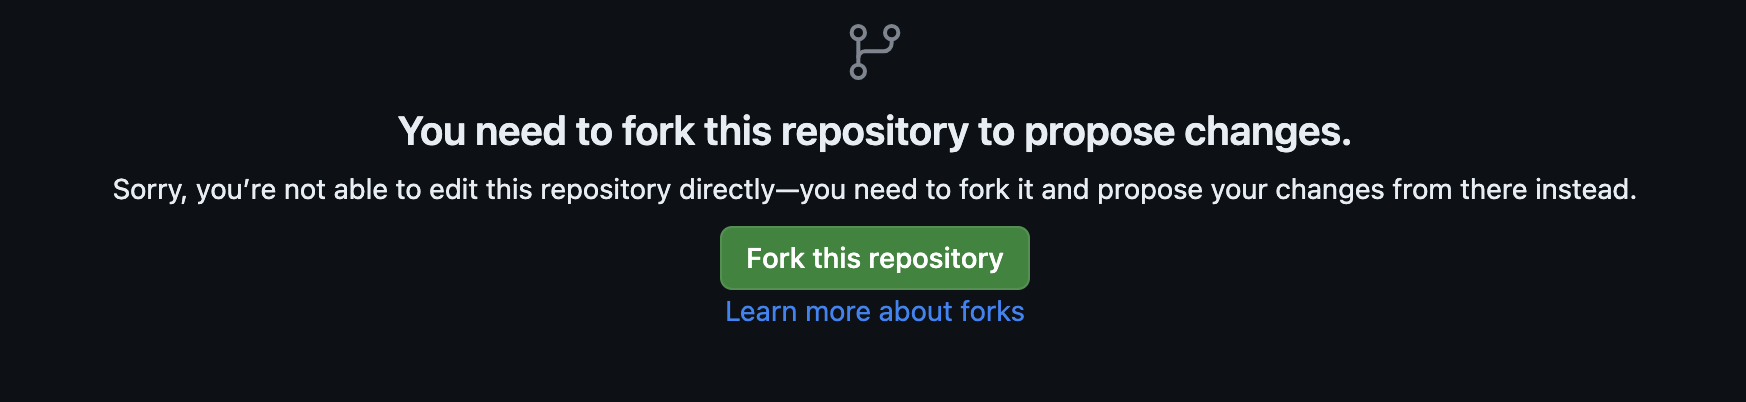 You need to fork this repository to propose changes.
Sorry, you’re not able to edit this repository directly—you need to fork it and propose your changes from there instead.
Fork this repository
Learn more about forks